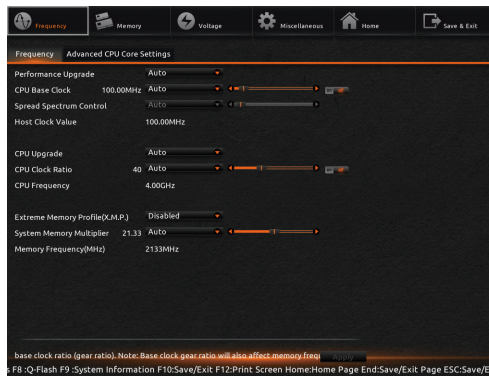 Frequency Memory Voltage Miscellaneous Home Save & Exit
Frequency Advanced CPU Core Settings
Performance Upgrade Auto
CPU Base Clock 100.00MHz Auto
Spread Spectrum Control Auto
Host Clock Value 100.00MHz
CPU Upgrade Auto
CPU Clock Ratio 40 Auto
CPU Frequency 4.00GHz
Extreme Memory Profile(X.M.P.) Disabled
System Memory Multiplier 21.33 Auto
Memory Frequency(MHz) 2133MHz
base clock ratio (gear ratio). Note: Base clock gear ratio will also affect memory frequ Apply
s F8 :Q-Flash F9 :System Information F10:Save/Exit F12:Print Screen Home:Home Page End:Save/Exit Page ESC:Save/E